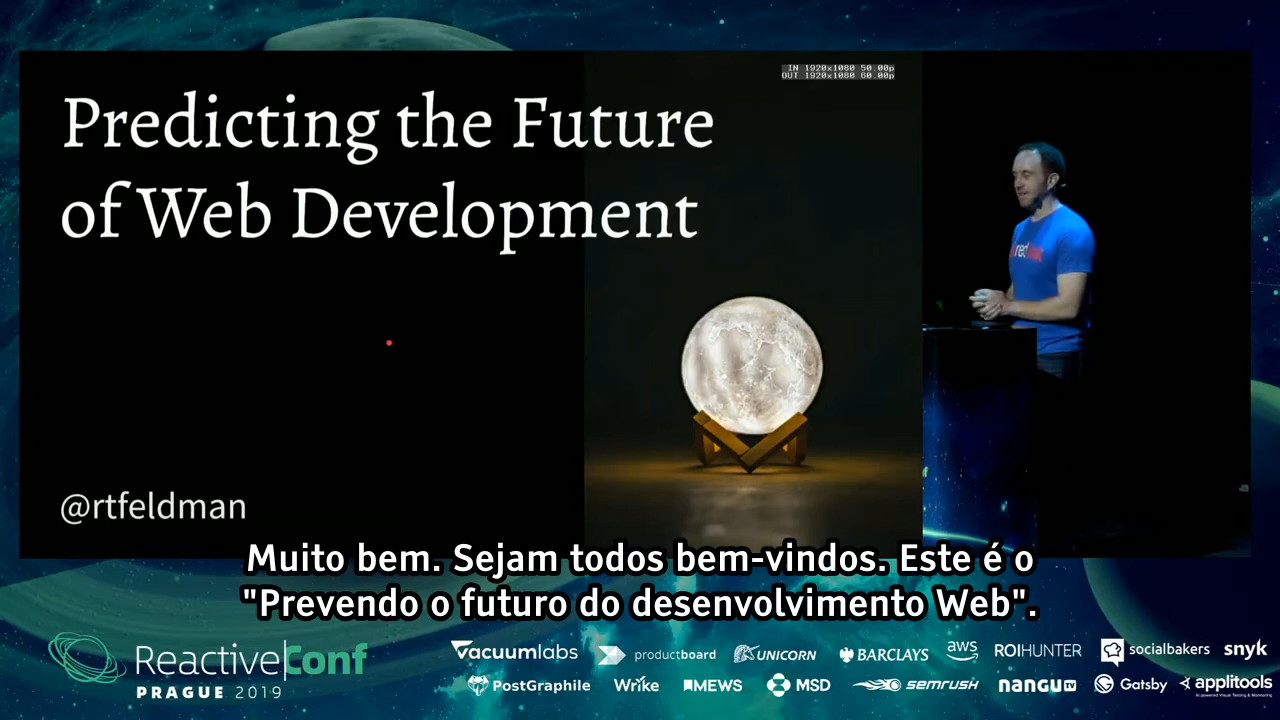 IN 1920x1080 50.00p
OUT 1920x1080 60.00p
Predicting the Future
of Web Development
@rtfeldman
Muito bem. Sejam todos bem-vindos. Este é o
"Prevendo o futuro do desenvolvimento Web".
ReactiveConf
PRAGUE 2019
vacuumlabs productboard UNICORN BARCLAYS aws ROIHUNTER socialbakers snyk
PostGraphile Wrike MEWS MSD SEMRUSH nangu TV Gatsby applitools